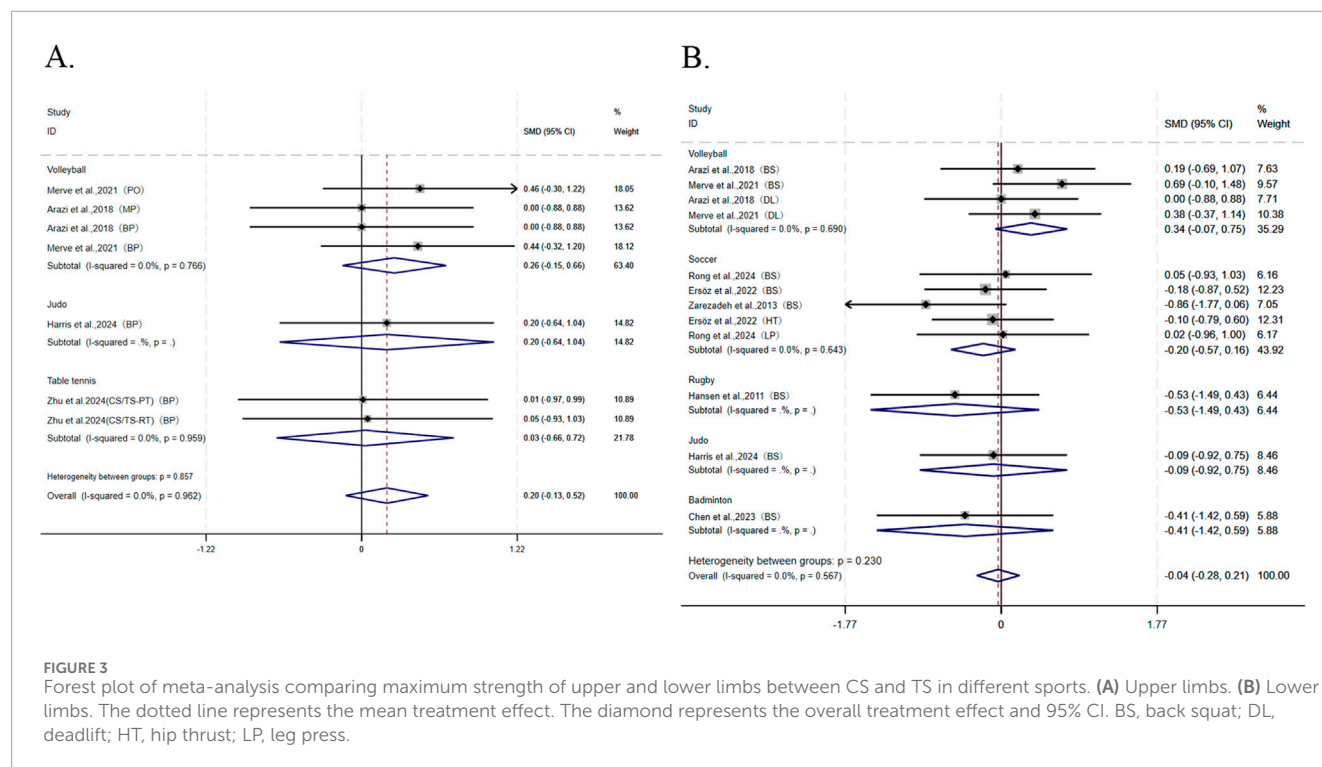 A.
Study
%
ID
SMD (95% CI)
Weight
Volleyball
Merve et al.,2021（PO）
0.46 (-0.30, 1.22)
18.05
Arazi et al.,2018（MP）
0.00 (-0.88, 0.88)
13.62
Arazi et al.,2018（BP）
0.00 (-0.88, 0.88)
13.62
Merve et al.,2021（BP）
0.44 (-0.32, 1.20)
18.12
Subtotal (I-squared = 0.0%, p = 0.766)
0.26 (-0.15, 0.66)
63.40
Judo
Harris et al.,2024（BP）
0.20 (-0.64, 1.04)
14.82
Subtotal (I-squared = .%, p = .)
0.20 (-0.64, 1.04)
14.82
Table tennis
Zhu et al.2024(CS/TS-PT)（BP）
0.01 (-0.97, 0.99)
10.89
Zhu et al.2024(CS/TS-RT)（BP）
0.05 (-0.93, 1.03)
10.89
Subtotal (I-squared = 0.0%, p = 0.959)
0.03 (-0.66, 0.72)
21.78
Heterogeneity between groups: p = 0.857
Overall (I-squared = 0.0%, p = 0.962)
0.20 (-0.13, 0.52)
100.00
-1.22
0
1.22
B.
Study
%
ID
SMD (95% CI)
Weight
Volleyball
Arazi et al.,2018（BS）
0.19 (-0.69, 1.07)
7.63
Merve et al.,2021（BS）
0.69 (-0.10, 1.48)
9.57
Arazi et al.,2018（DL）
0.00 (-0.88, 0.88)
7.71
Merve et al.,2021（DL）
0.38 (-0.37, 1.14)
10.38
Subtotal (I-squared = 0.0%, p = 0.690)
0.34 (-0.07, 0.75)
35.29
Soccer
Rong et al.,2024（BS）
0.05 (-0.93, 1.03)
6.16
Ersöz et al.,2022（BS）
-0.18 (-0.87, 0.52)
12.23
Zarezadeh et al.,2013（BS）
-0.86 (-1.77, 0.06)
7.05
Ersöz et al.,2022（HT）
-0.10 (-0.79, 0.60)
12.31
Rong et al.,2024（LP）
0.02 (-0.96, 1.00)
6.17
Subtotal (I-squared = 0.0%, p = 0.643)
-0.20 (-0.57, 0.16)
43.92
Rugby
Hansen et al.,2011（BS）
-0.53 (-1.49, 0.43)
6.44
Subtotal (I-squared = .%, p = .)
-0.53 (-1.49, 0.43)
6.44
Judo
Harris et al.,2024（BS）
-0.09 (-0.92, 0.75)
8.46
Subtotal (I-squared = .%, p = .)
-0.09 (-0.92, 0.75)
8.46
Badminton
Chen et al.,2023（BS）
-0.41 (-1.42, 0.59)
5.88
Subtotal (I-squared = .%, p = .)
-0.41 (-1.42, 0.59)
5.88
Heterogeneity between groups: p = 0.230
Overall (I-squared = 0.0%, p = 0.567)
-0.04 (-0.28, 0.21)
100.00
-1.77
0
1.77
FIGURE 3
Forest plot of meta-analysis comparing maximum strength of upper and lower limbs between CS and TS in different sports. (A) Upper limbs. (B) Lower
limbs. The dotted line represents the mean treatment effect. The diamond represents the overall treatment effect and 95% CI. BS, back squat; DL,
deadlift; HT, hip thrust; LP, leg press.